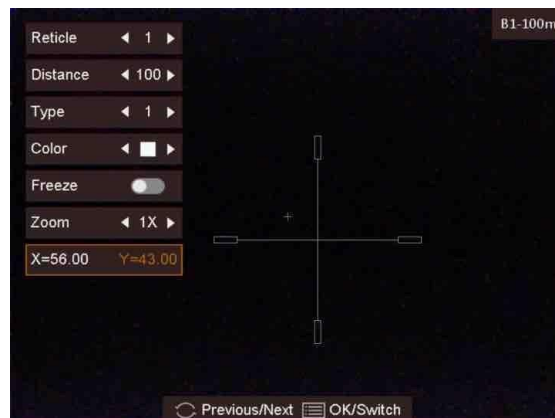 B1-100m
Reticle 1
Distance 100
Type 1
Color
Freeze
Zoom 1X
X=56.00 Y=43.00
Previous/Next OK/Switch